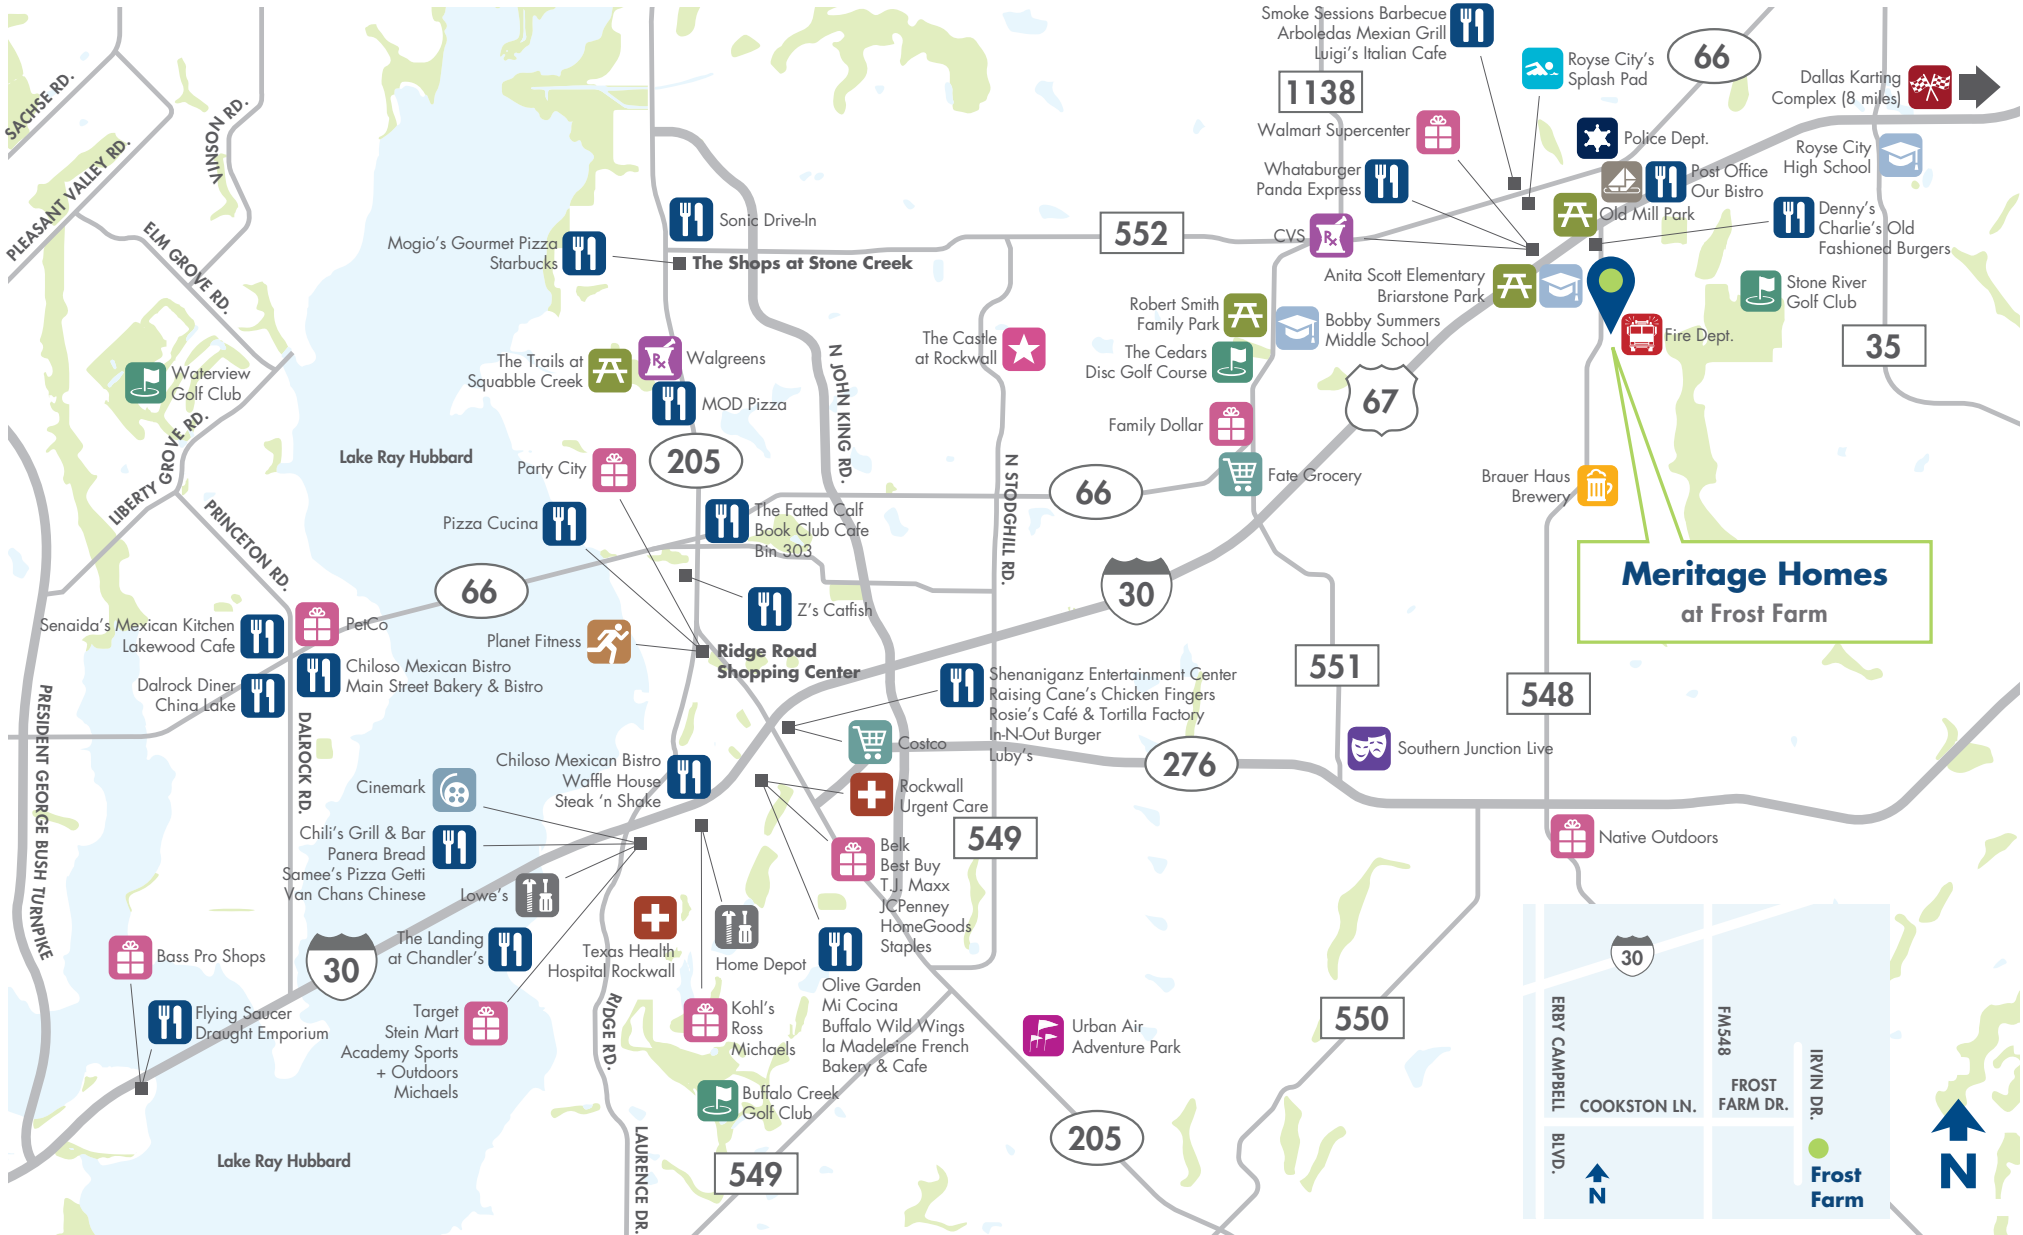 Smoke Sessions Barbecue
Arboledas Mexian Grill
Luigi's Italian Cafe
66
Royse City's
Splash Pad
Dallas Karting
Complex (8 miles)
1138
Walmart Supercenter
Police Dept.
Royse City
High School
Whataburger
Panda Express
Post Office
Our Bistro
Old Mill Park
Denny's
Charlie's Old
Fashioned Burgers
SACHSE RD.
VINSON RD.
PLEASANT VALLEY RD.
ELM GROVE RD.
Sonic Drive-In
Mogio's Gourmet Pizza
Starbucks
The Shops at Stone Creek
552
CVS
Anita Scott Elementary
Briarstone Park
Stone River
Golf Club
Robert Smith
Family Park
Bobby Summers
Middle School
Fire Dept.
35
The Castle
at Rockwall
The Cedars
Disc Golf Course
The Trails at
Squabble Creek
Walgreens
MOD Pizza
N JOHN KING RD.
Waterview
Golf Club
67
Family Dollar
LIBERTY GROVE RD.
Lake Ray Hubbard
Party City
205
N STODGHILL RD.
66
Fate Grocery
Brauer Haus
Brewery
PRINCETON RD.
Pizza Cucina
The Fatted Calf
Book Club Cafe
Bin 303
66
30
Meritage Homes
at Frost Farm
Z's Catfish
Senaida's Mexican Kitchen
Lakewood Cafe
PetCo
Planet Fitness
Ridge Road
Shopping Center
Chiloso Mexican Bistro
Main Street Bakery & Bistro
Dalrock Diner
China Lake
551
548
Shenaniganz Entertainment Center
Raising Cane's Chicken Fingers
Rosie's Café & Tortilla Factory
In-N-Out Burger
Luby's
PRESIDENT GEORGE BUSH TURNPIKE
DALROCK RD.
Costco
276
Southern Junction Live
Chiloso Mexican Bistro
Waffle House
Steak 'n Shake
Cinemark
Rockwall
Urgent Care
Chili's Grill & Bar
Panera Bread
Samee's Pizza Getti
Van Chans Chinese
549
Native Outdoors
Lowe's
Belk
Best Buy
T.J. Maxx
JCPenney
HomeGoods
Staples
Bass Pro Shops
30
The Landing
at Chandler's
Texas Health
Hospital Rockwall
Home Depot
Olive Garden
Mi Cocina
Buffalo Wild Wings
la Madeleine French
Bakery & Cafe
Flying Saucer
Draught Emporium
Target
Stein Mart
Academy Sports
+ Outdoors
Michaels
RIDGE RD.
Kohl's
Ross
Michaels
Urban Air
Adventure Park
550
Buffalo Creek
Golf Club
Lake Ray Hubbard
LAURENCE DR.
549
205
30
ERBY CAMPBELL
BLVD.
FM548
IRVIN DR.
COOKSTON LN.
FROST
FARM DR.
N
Frost
Farm
N